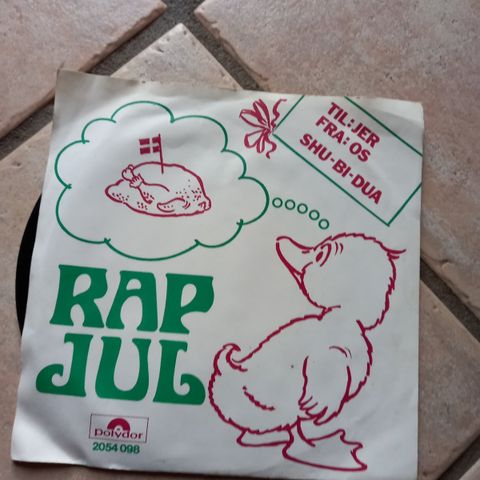 TIL: JER
FRA: OS
SHU-BI-DUA
RAP
JUL
Polydor
2054 098